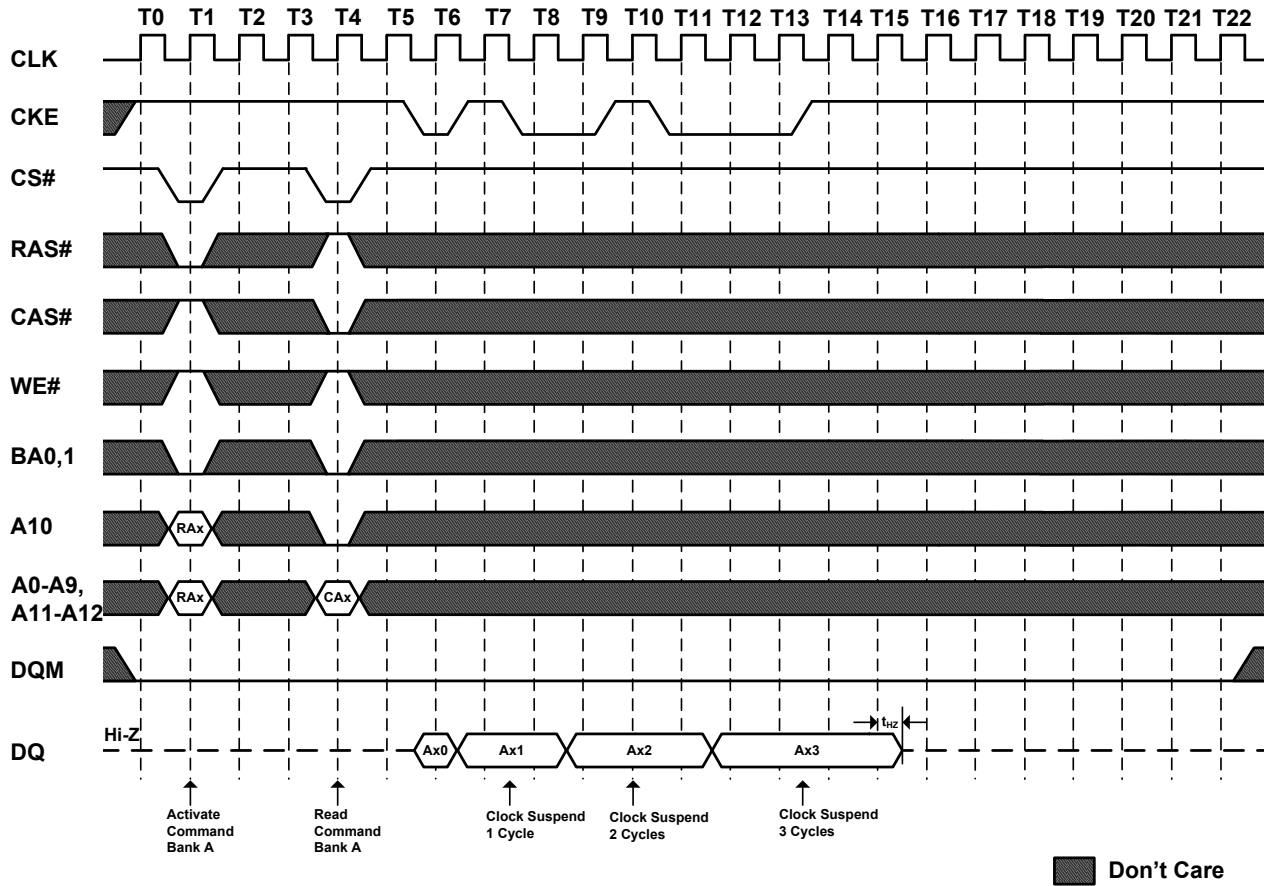 T0 T1 T2 T3 T4 T5 T6 T7 T8 T9 T10 T11 T12 T13 T14 T15 T16 T17 T18 T19 T20 T21 T22
CLK
CKE
CS#
RAS#
CAS#
WE#
BA0,1
A10
RAx
A0-A9,
A11-A12
RAx CAx
DQM
Hi-Z
tHZ
DQ
Ax0 Ax1 Ax2 Ax3
Activate
Command
Bank A
Read
Command
Bank A
Clock Suspend
1 Cycle
Clock Suspend
2 Cycles
Clock Suspend
3 Cycles
Don't Care